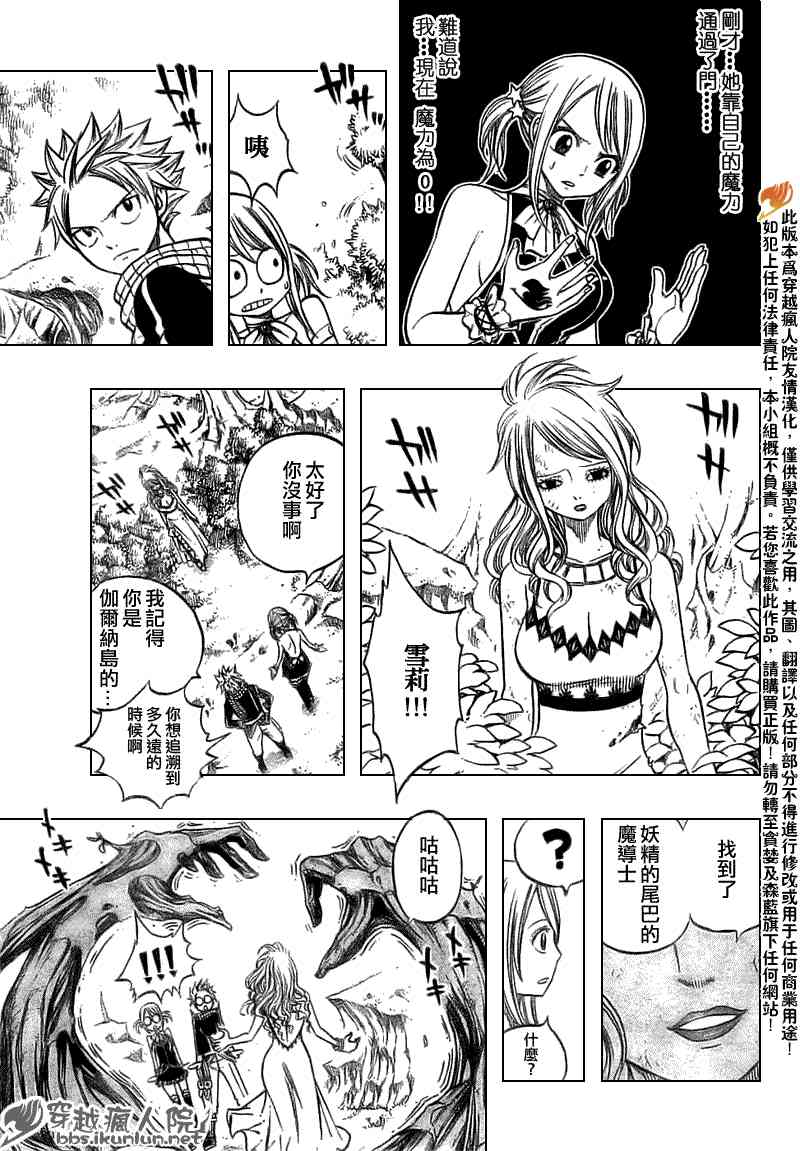 剛才…她靠自己的魔力
通過了門……
難道說
我…現在 魔力為0!!
咦
雪莉!!!
太好了
你沒事啊
我記得
你是
伽爾納島的…
你想追溯到
多久遠的
時候啊
找到了
妖精的尾巴的
魔導士
?
什麼?
咕咕咕
!!!
此版本爲穿越瘋人院友情漢化，僅供學習交流之用，其圖、翻譯以及任何部分不得進行修改或用于任何商業用途！
如犯上任何法律責任，本小組概不負責。若您喜歡此作品，請購買正版！請勿轉至貪婪及森藍旗下任何網站！
穿越瘋人院
bbs.ikunlun.net